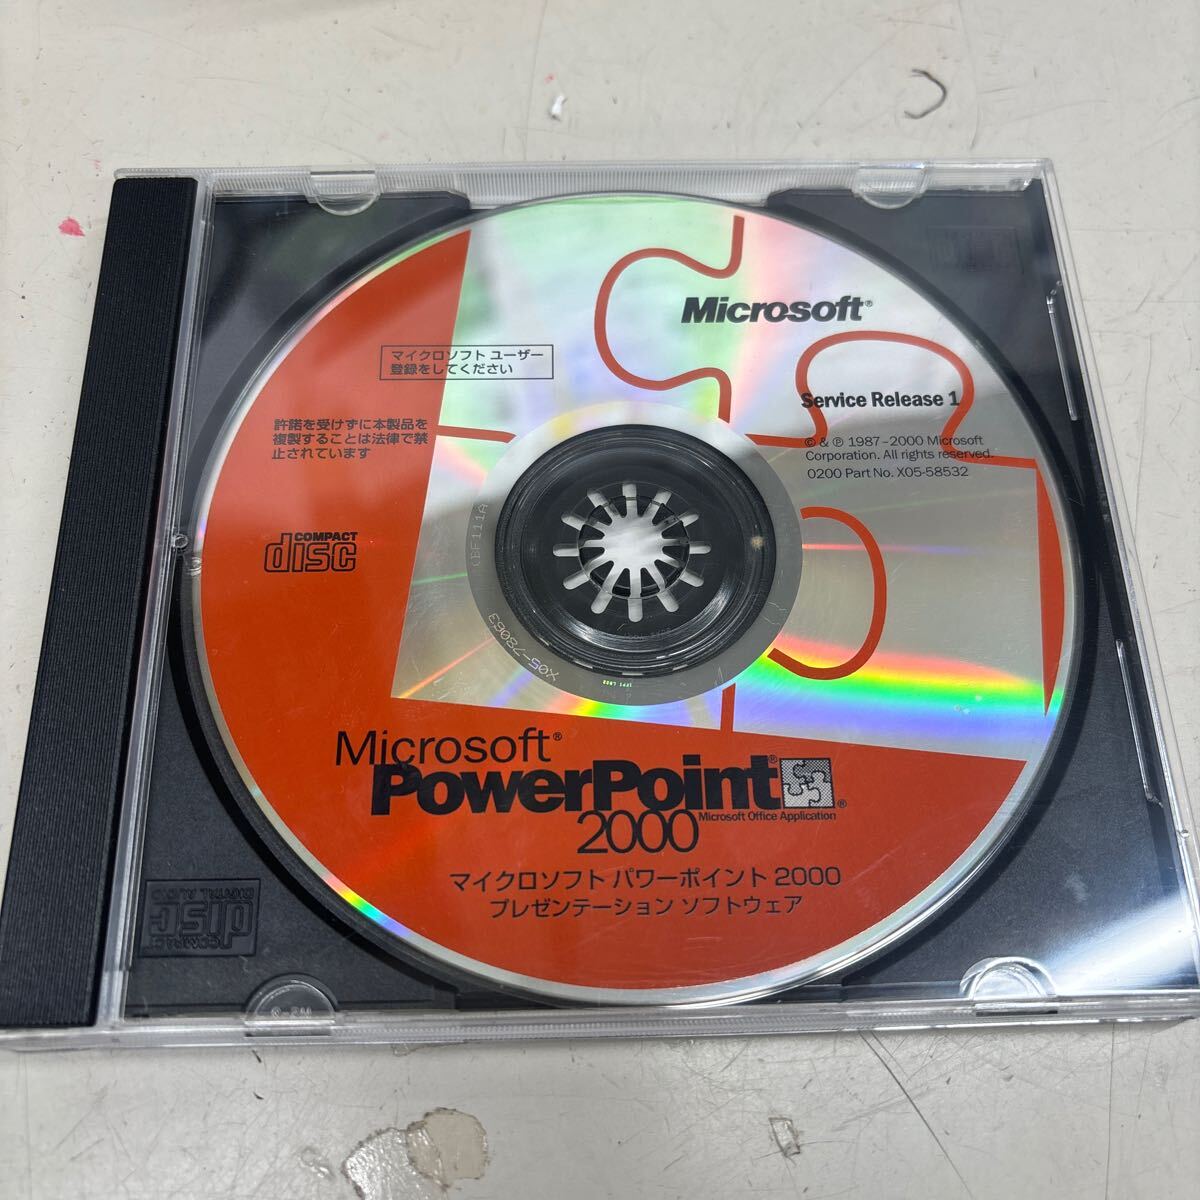 Microsoft®
マイクロソフト ユーザー
登録をしてください
Service Release 1
許諾を受けずに本製品を
複製することは法律で禁
止されています
© & ℗ 1987-2000 Microsoft
Corporation. All rights reserved.
0200 Part No. X05-58532
COMPACT
disc
X05-78063
Microsoft®
PowerPoint®
®
Microsoft Office Application
2000
マイクロソフト パワーポイント 2000
プレゼンテーション ソフトウェア
COMPACT
disc
DIGITAL AUDIO